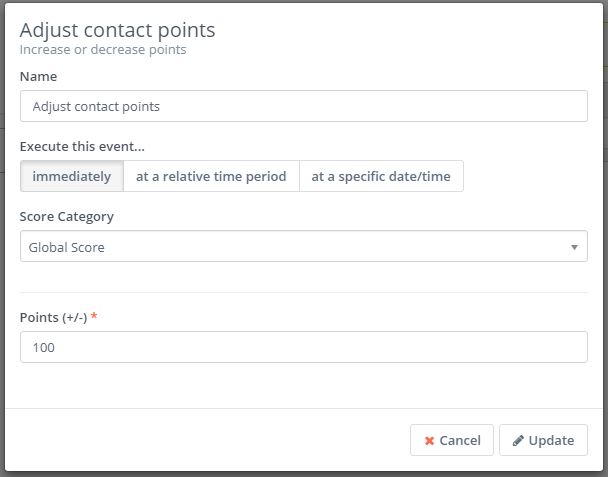 Adjust contact points
Increase or decrease points
Name
Adjust contact points
Execute this event...
immediately at a relative time period at a specific date/time
Score Category
Global Score
Points (+/-) *
100
Cancel Update